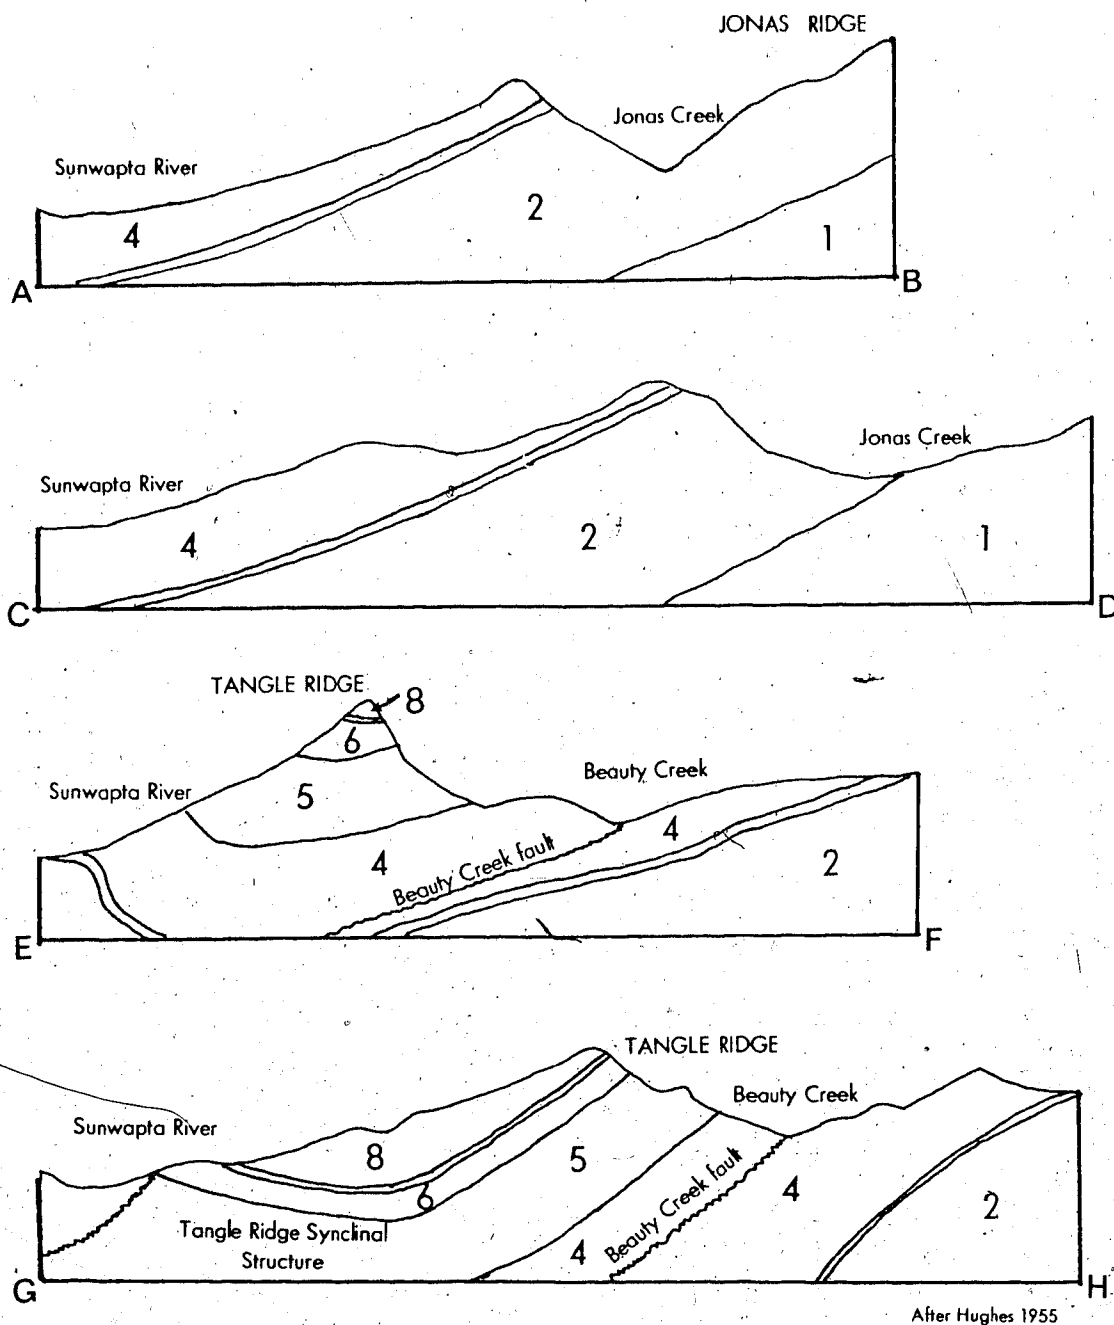 JONAS RIDGE
Jonas Creek
Sunwapta River
4
2
1
A
B
Jonas Creek
Sunwapta River
4
2
1
C
D
TANGLE RIDGE
8
6
Sunwapta River
5
Beauty Creek
4
Beauty Creek fault
4
2
E
F
TANGLE RIDGE
Beauty Creek
Sunwapta River
8
5
6
Beauty Creek fault
4
2
Tangle Ridge Synclinal
Structure
4
G
H
After Hughes 1955